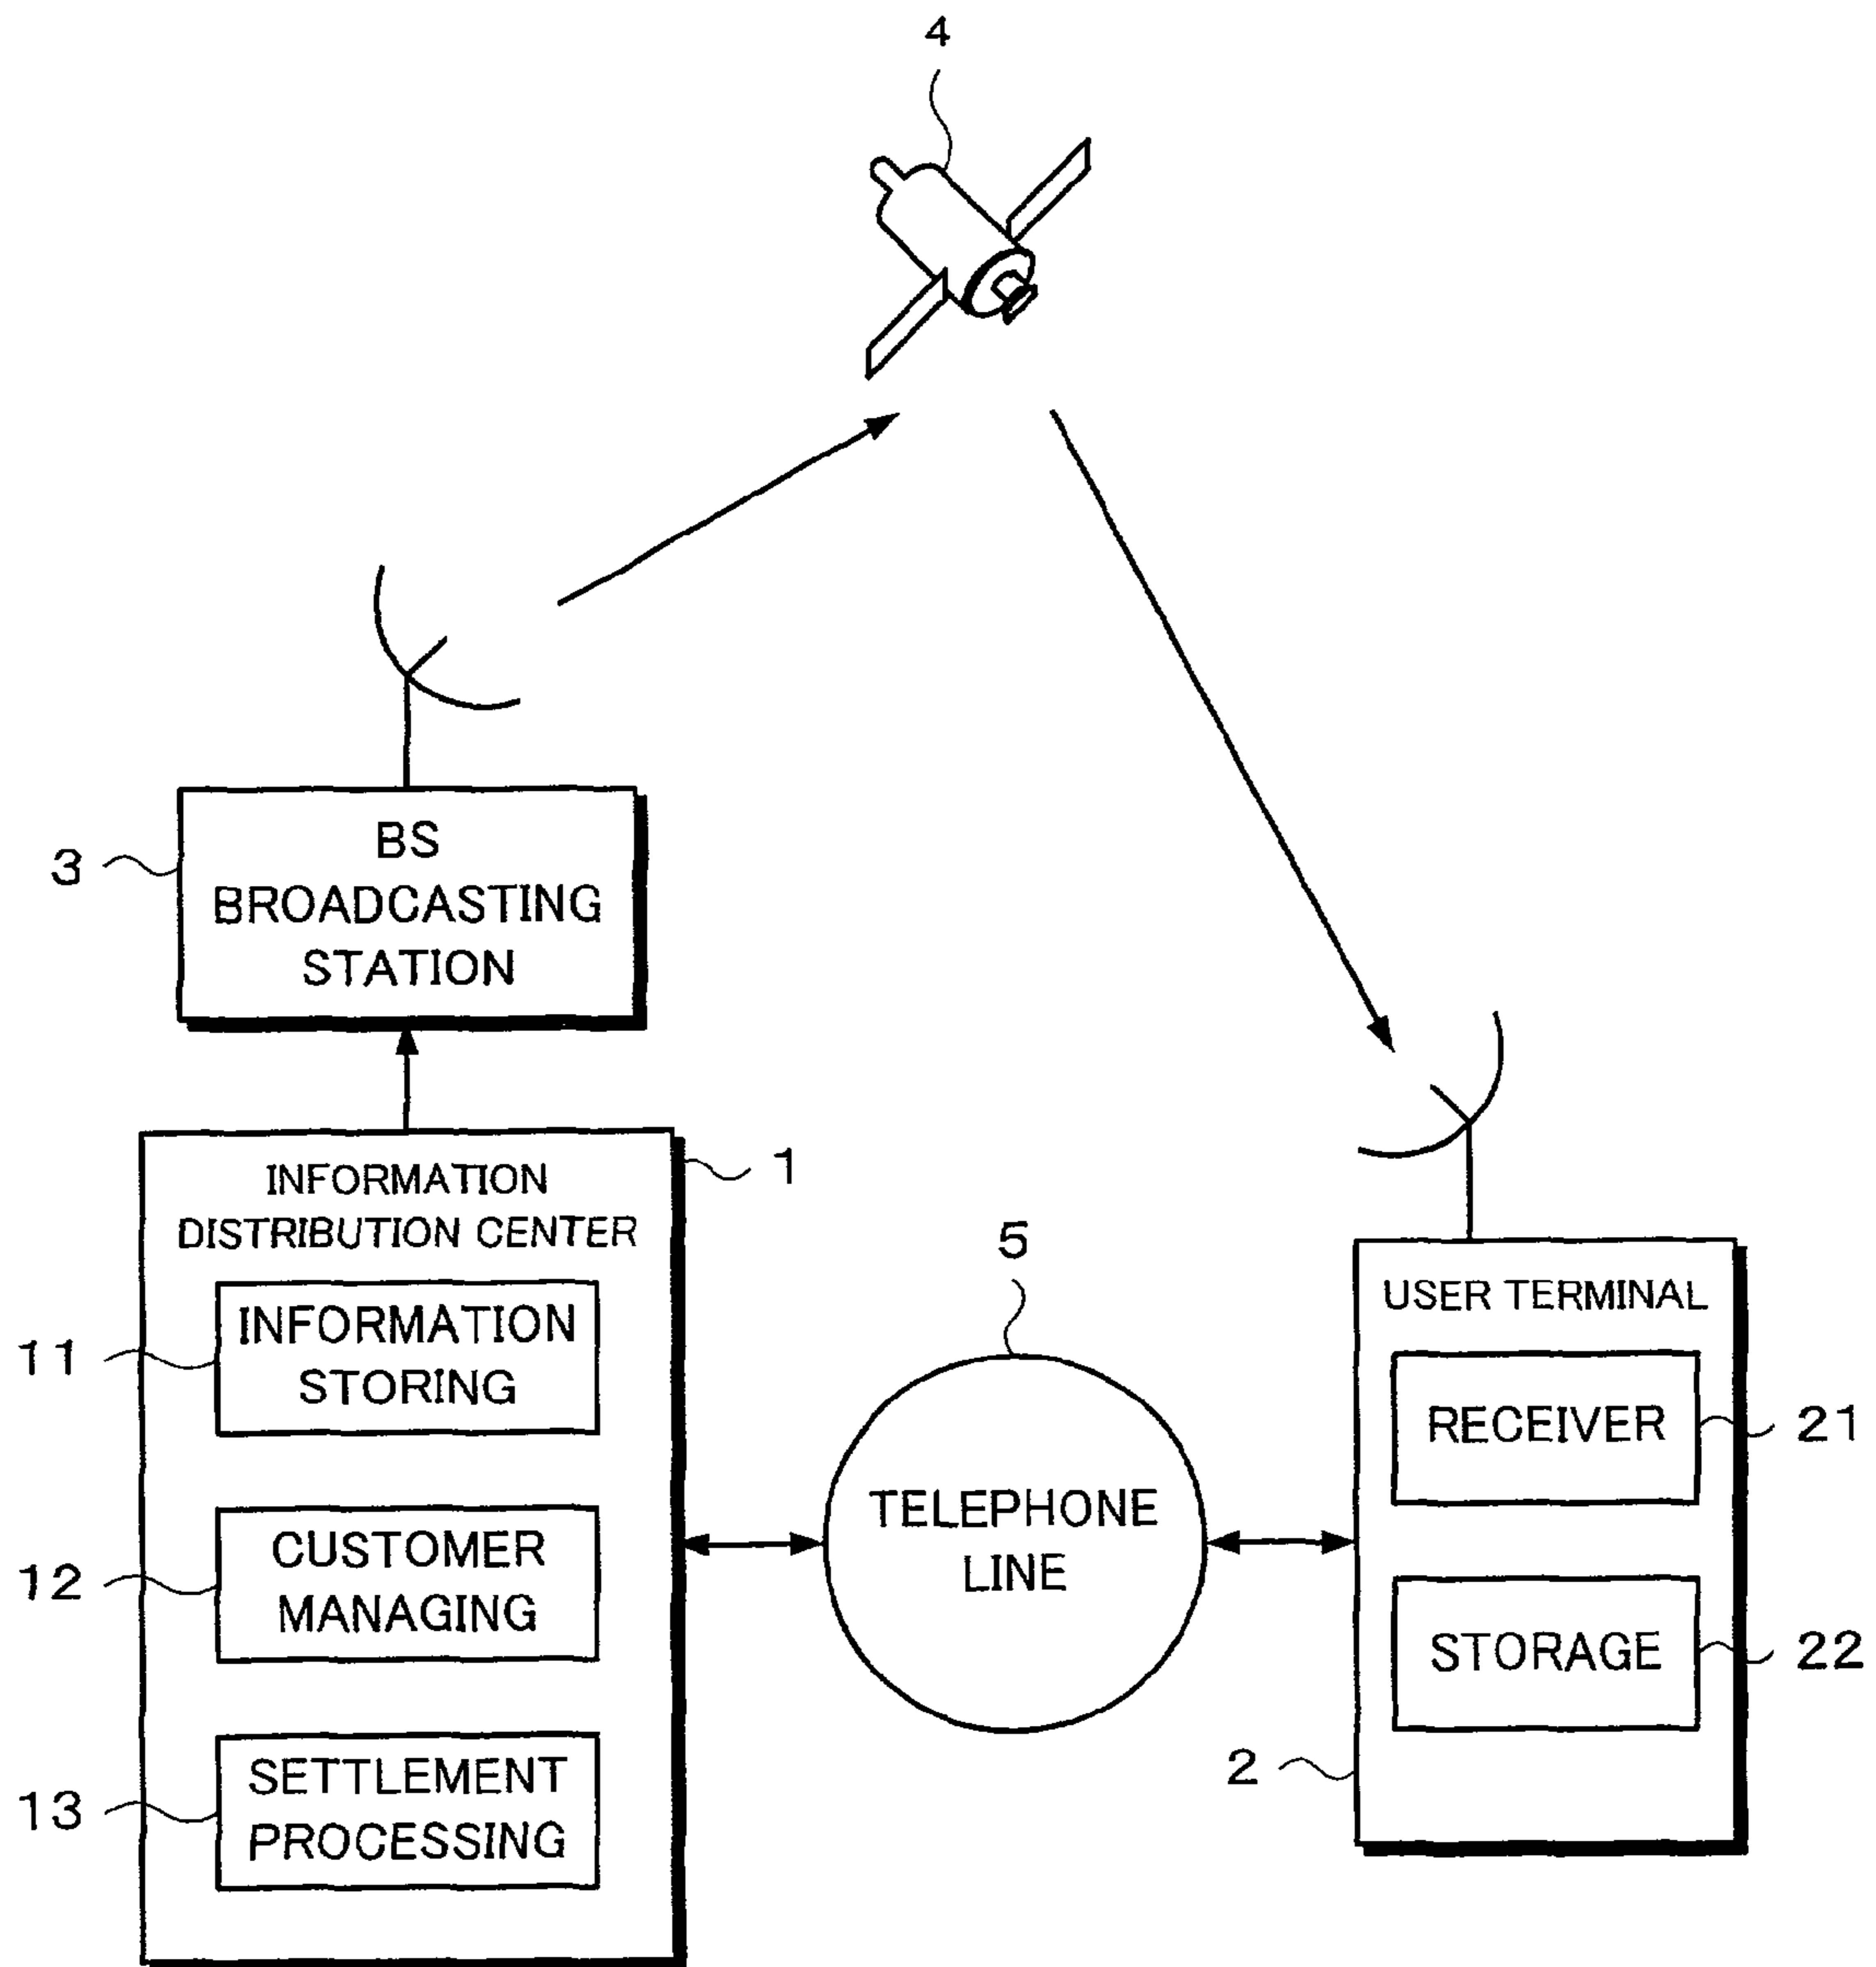 4
3
BS
BROADCASTING
STATION
1
INFORMATION
DISTRIBUTION CENTER
11
INFORMATION
STORING
12
CUSTOMER
MANAGING
13
SETTLEMENT
PROCESSING
5
TELEPHONE
LINE
USER TERMINAL
RECEIVER
21
STORAGE
22
2